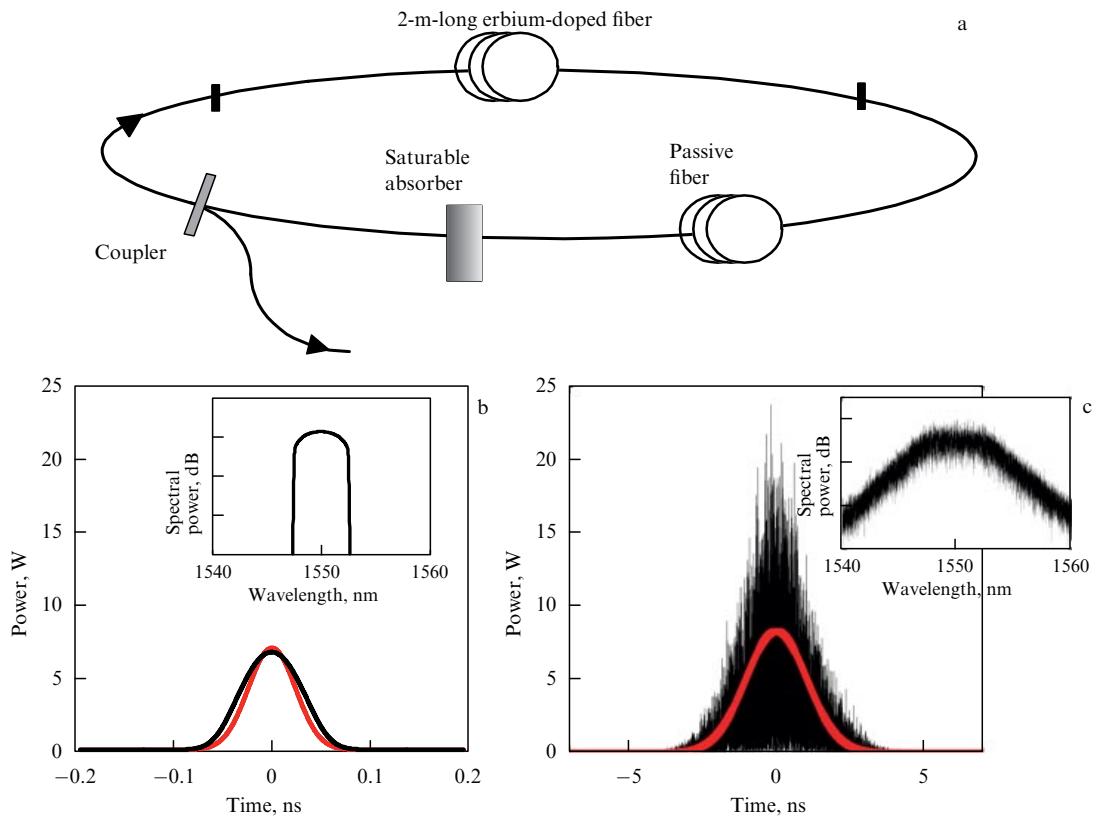 2-m-long erbium-doped fiber
a
Saturable
absorber
Passive
fiber
Coupler
25
20
15
10
5
0
Power, W
−0.2
−0.1
0
0.1
0.2
Time, ns
b
Spectral
power, dB
1540
1550
1560
Wavelength, nm
25
20
15
10
5
0
Power, W
−5
0
5
Time, ns
c
Spectral
power, dB
1540
1550
1560
Wavelength, nm